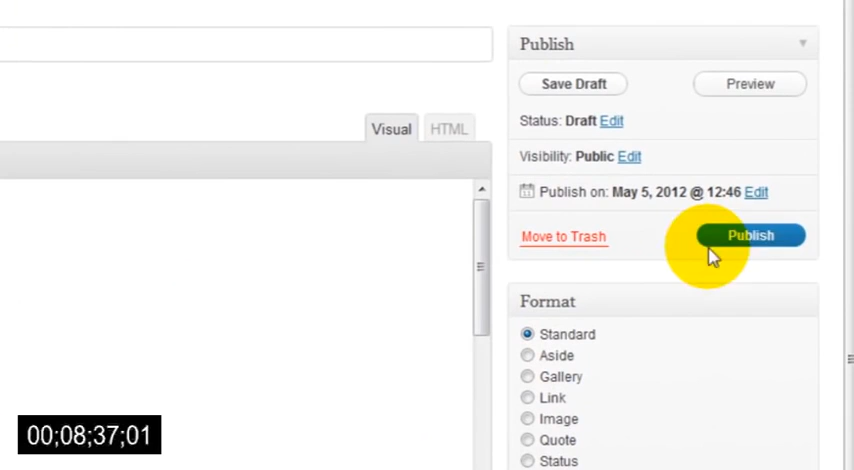 Publish
Save Draft Preview
Status: Draft Edit
Visual HTML
Visibility: Public Edit
Publish on: May 5, 2012 @ 12:46 Edit
Move to Trash Publish
Format
Standard
Aside
Gallery
Link
Image
Quote
Status
00;08;37;01